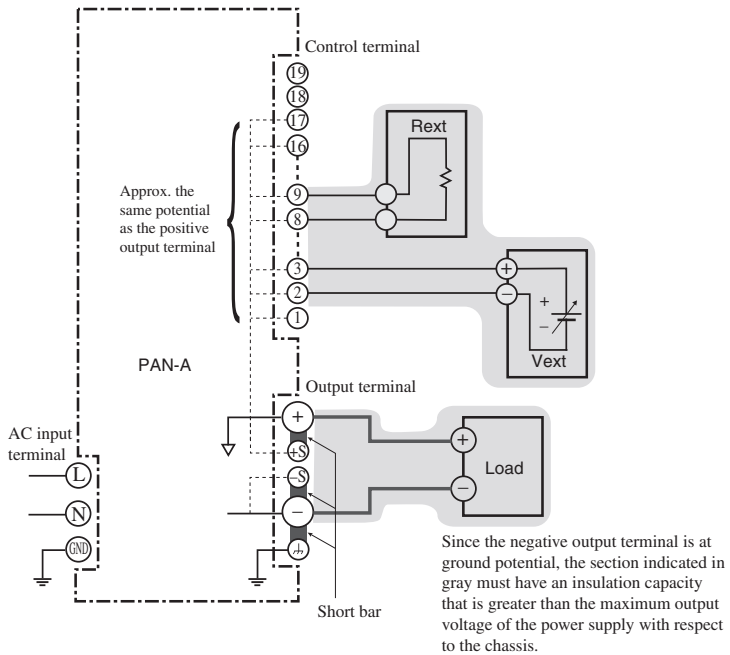 Control terminal
19
18
17
16
9
8
3
2
1
Rext
Approx. the
same potential
as the positive
output terminal
+
−
+
−
Vext
PAN-A
Output terminal
+
+S
−S
−
AC input
terminal
L
N
GND
+
−
Load
Short bar
Since the negative output terminal is at
ground potential, the section indicated in
gray must have an insulation capacity
that is greater than the maximum output
voltage of the power supply with respect
to the chassis.